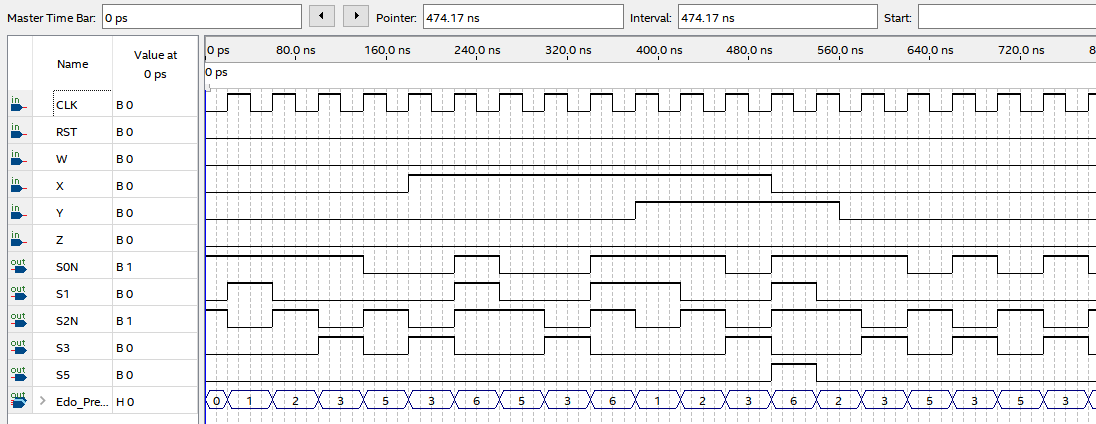 Master Time Bar: 0 ps Pointer: 474.17 ns Interval: 474.17 ns Start:
Name Value at 0 ps
0 ps 80.0 ns 160.0 ns 240.0 ns 320.0 ns 400.0 ns 480.0 ns 560.0 ns 640.0 ns 720.0 ns 8
0 ps
in CLK B 0
in RST B 0
in W B 0
in X B 0
in Y B 0
in Z B 0
out S0N B 1
out S1 B 0
out S2N B 1
out S3 B 0
out S5 B 0
out Edo_Pre... H 0 0 1 2 3 5 3 6 5 3 6 1 2 3 6 2 3 5 3 5 3